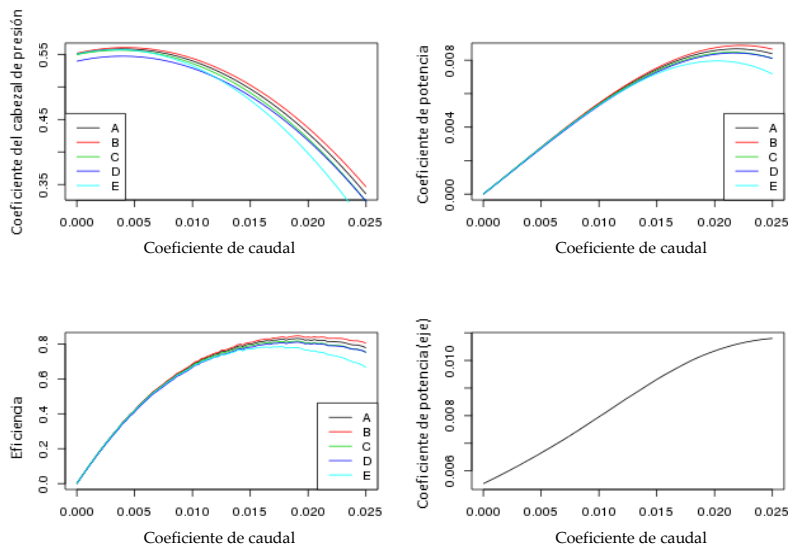 Coeficiente del cabezal de presión
0.55
0.45
0.35
A
B
C
D
E
0.000 0.005 0.010 0.015 0.020 0.025
Coeficiente de caudal
Coeficiente de potencia
0.008
0.004
0.000
A
B
C
D
E
0.000 0.005 0.010 0.015 0.020 0.025
Coeficiente de caudal
Eficiencia
0.8
0.6
0.4
0.2
0.0
A
B
C
D
E
0.000 0.005 0.010 0.015 0.020 0.025
Coeficiente de caudal
Coeficiente de potencia (eje)
0.010
0.008
0.006
0.000 0.005 0.010 0.015 0.020 0.025
Coeficiente de caudal